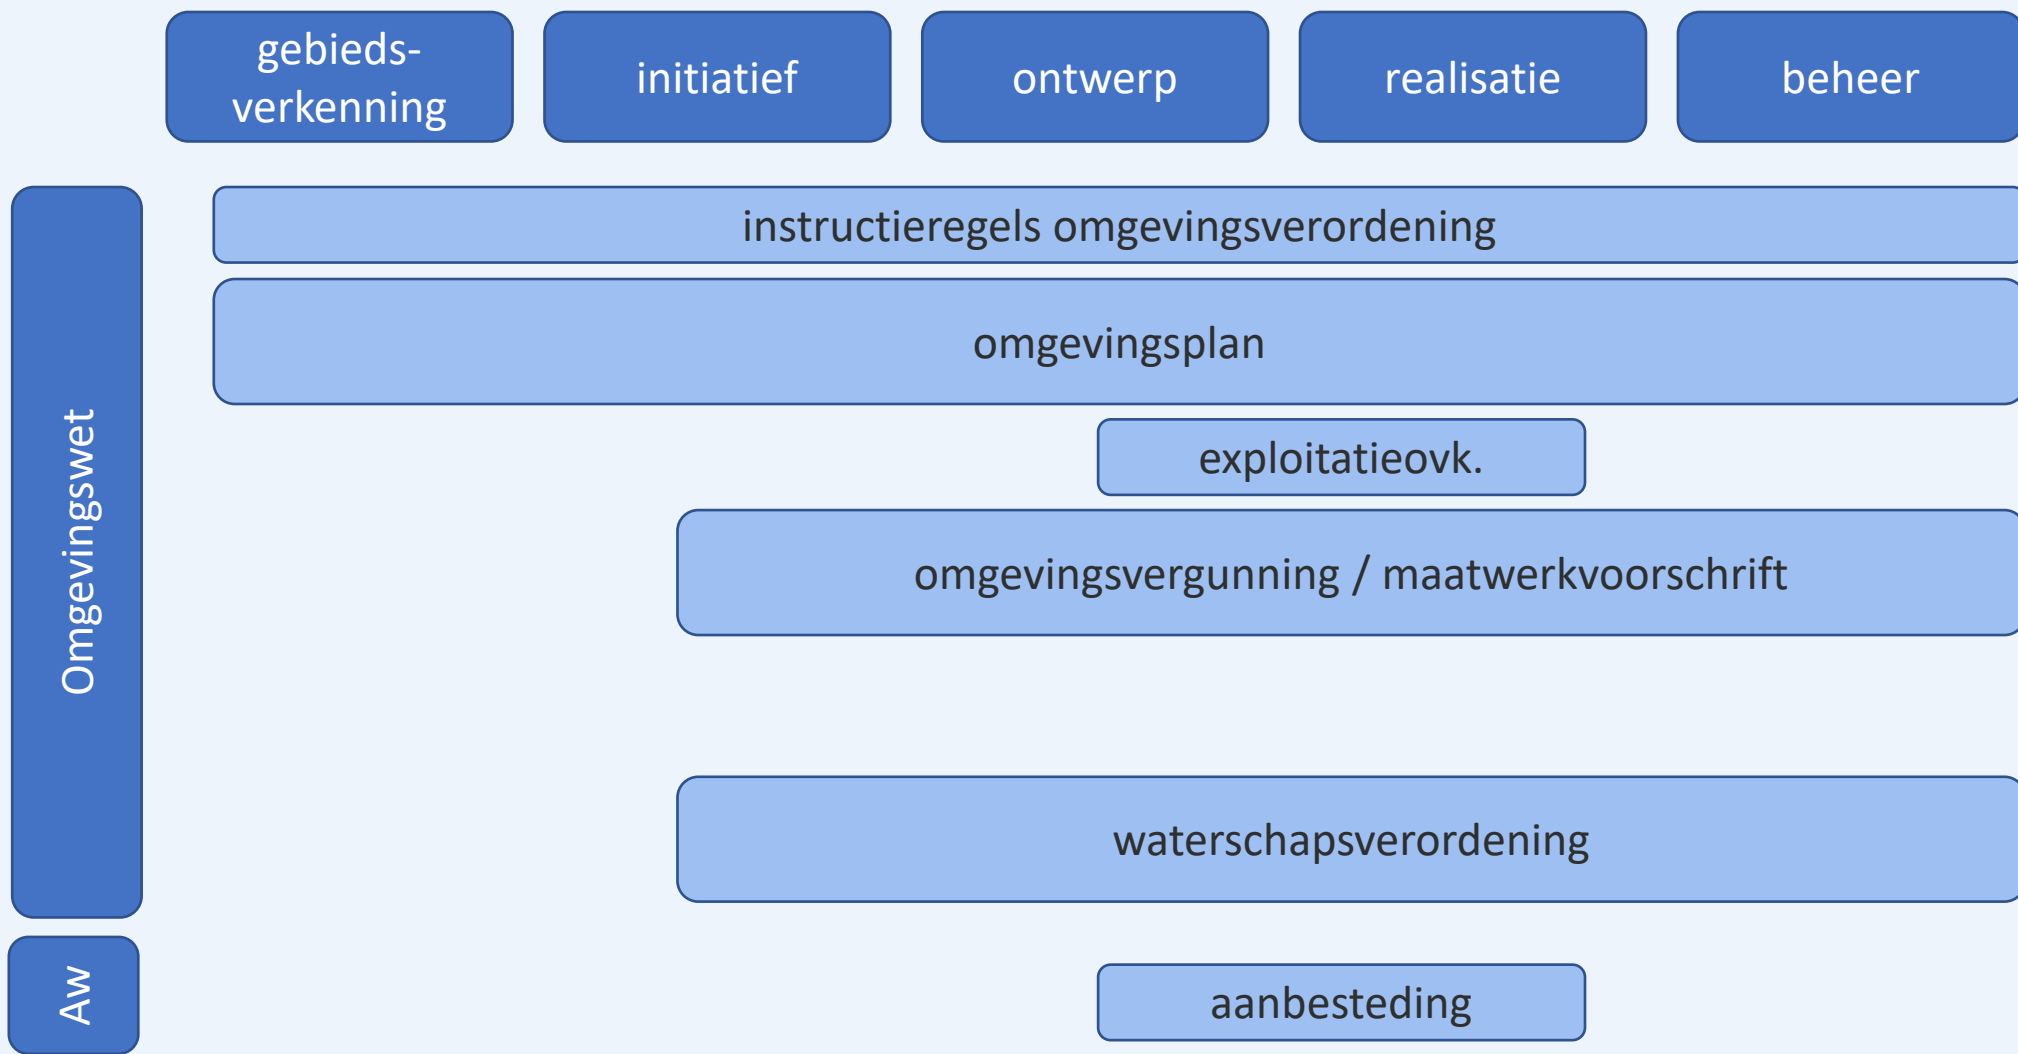 gebieds-
verkenning
initiatief
ontwerp
realisatie
beheer
Omgevingswet
instructieregels omgevingsverordening
omgevingsplan
exploitatieovk.
omgevingsvergunning / maatwerkvoorschrift
waterschapsverordening
Aw
aanbesteding